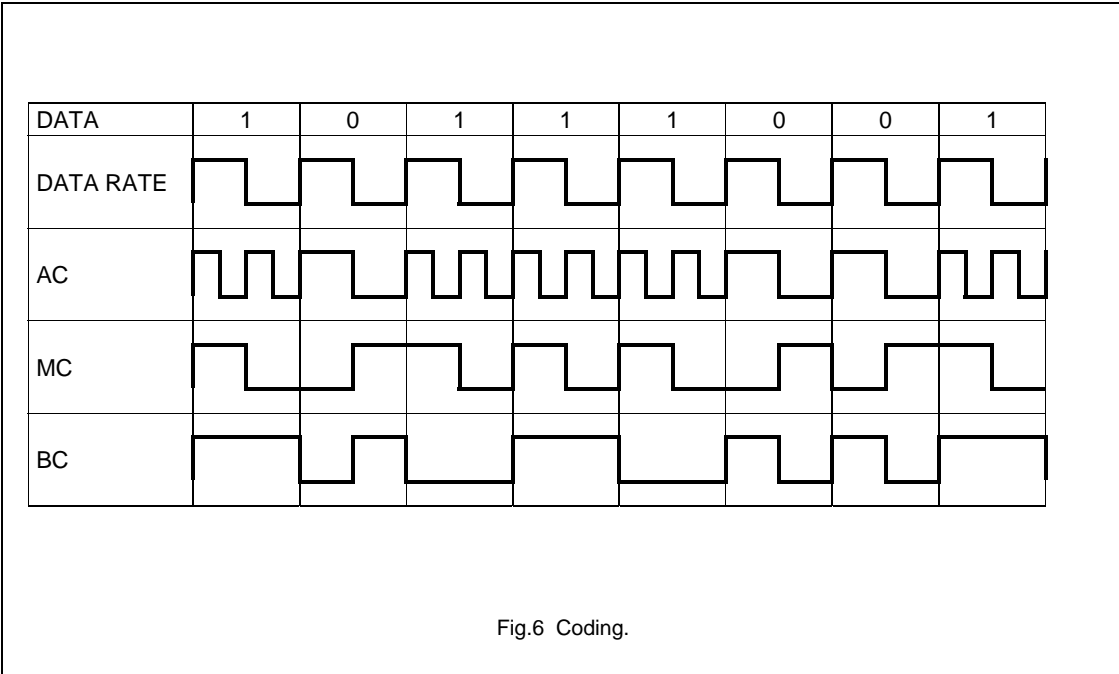 DATA 1 0 1 1 1 0 0 1
DATA RATE
AC
MC
BC
Fig.6 Coding.